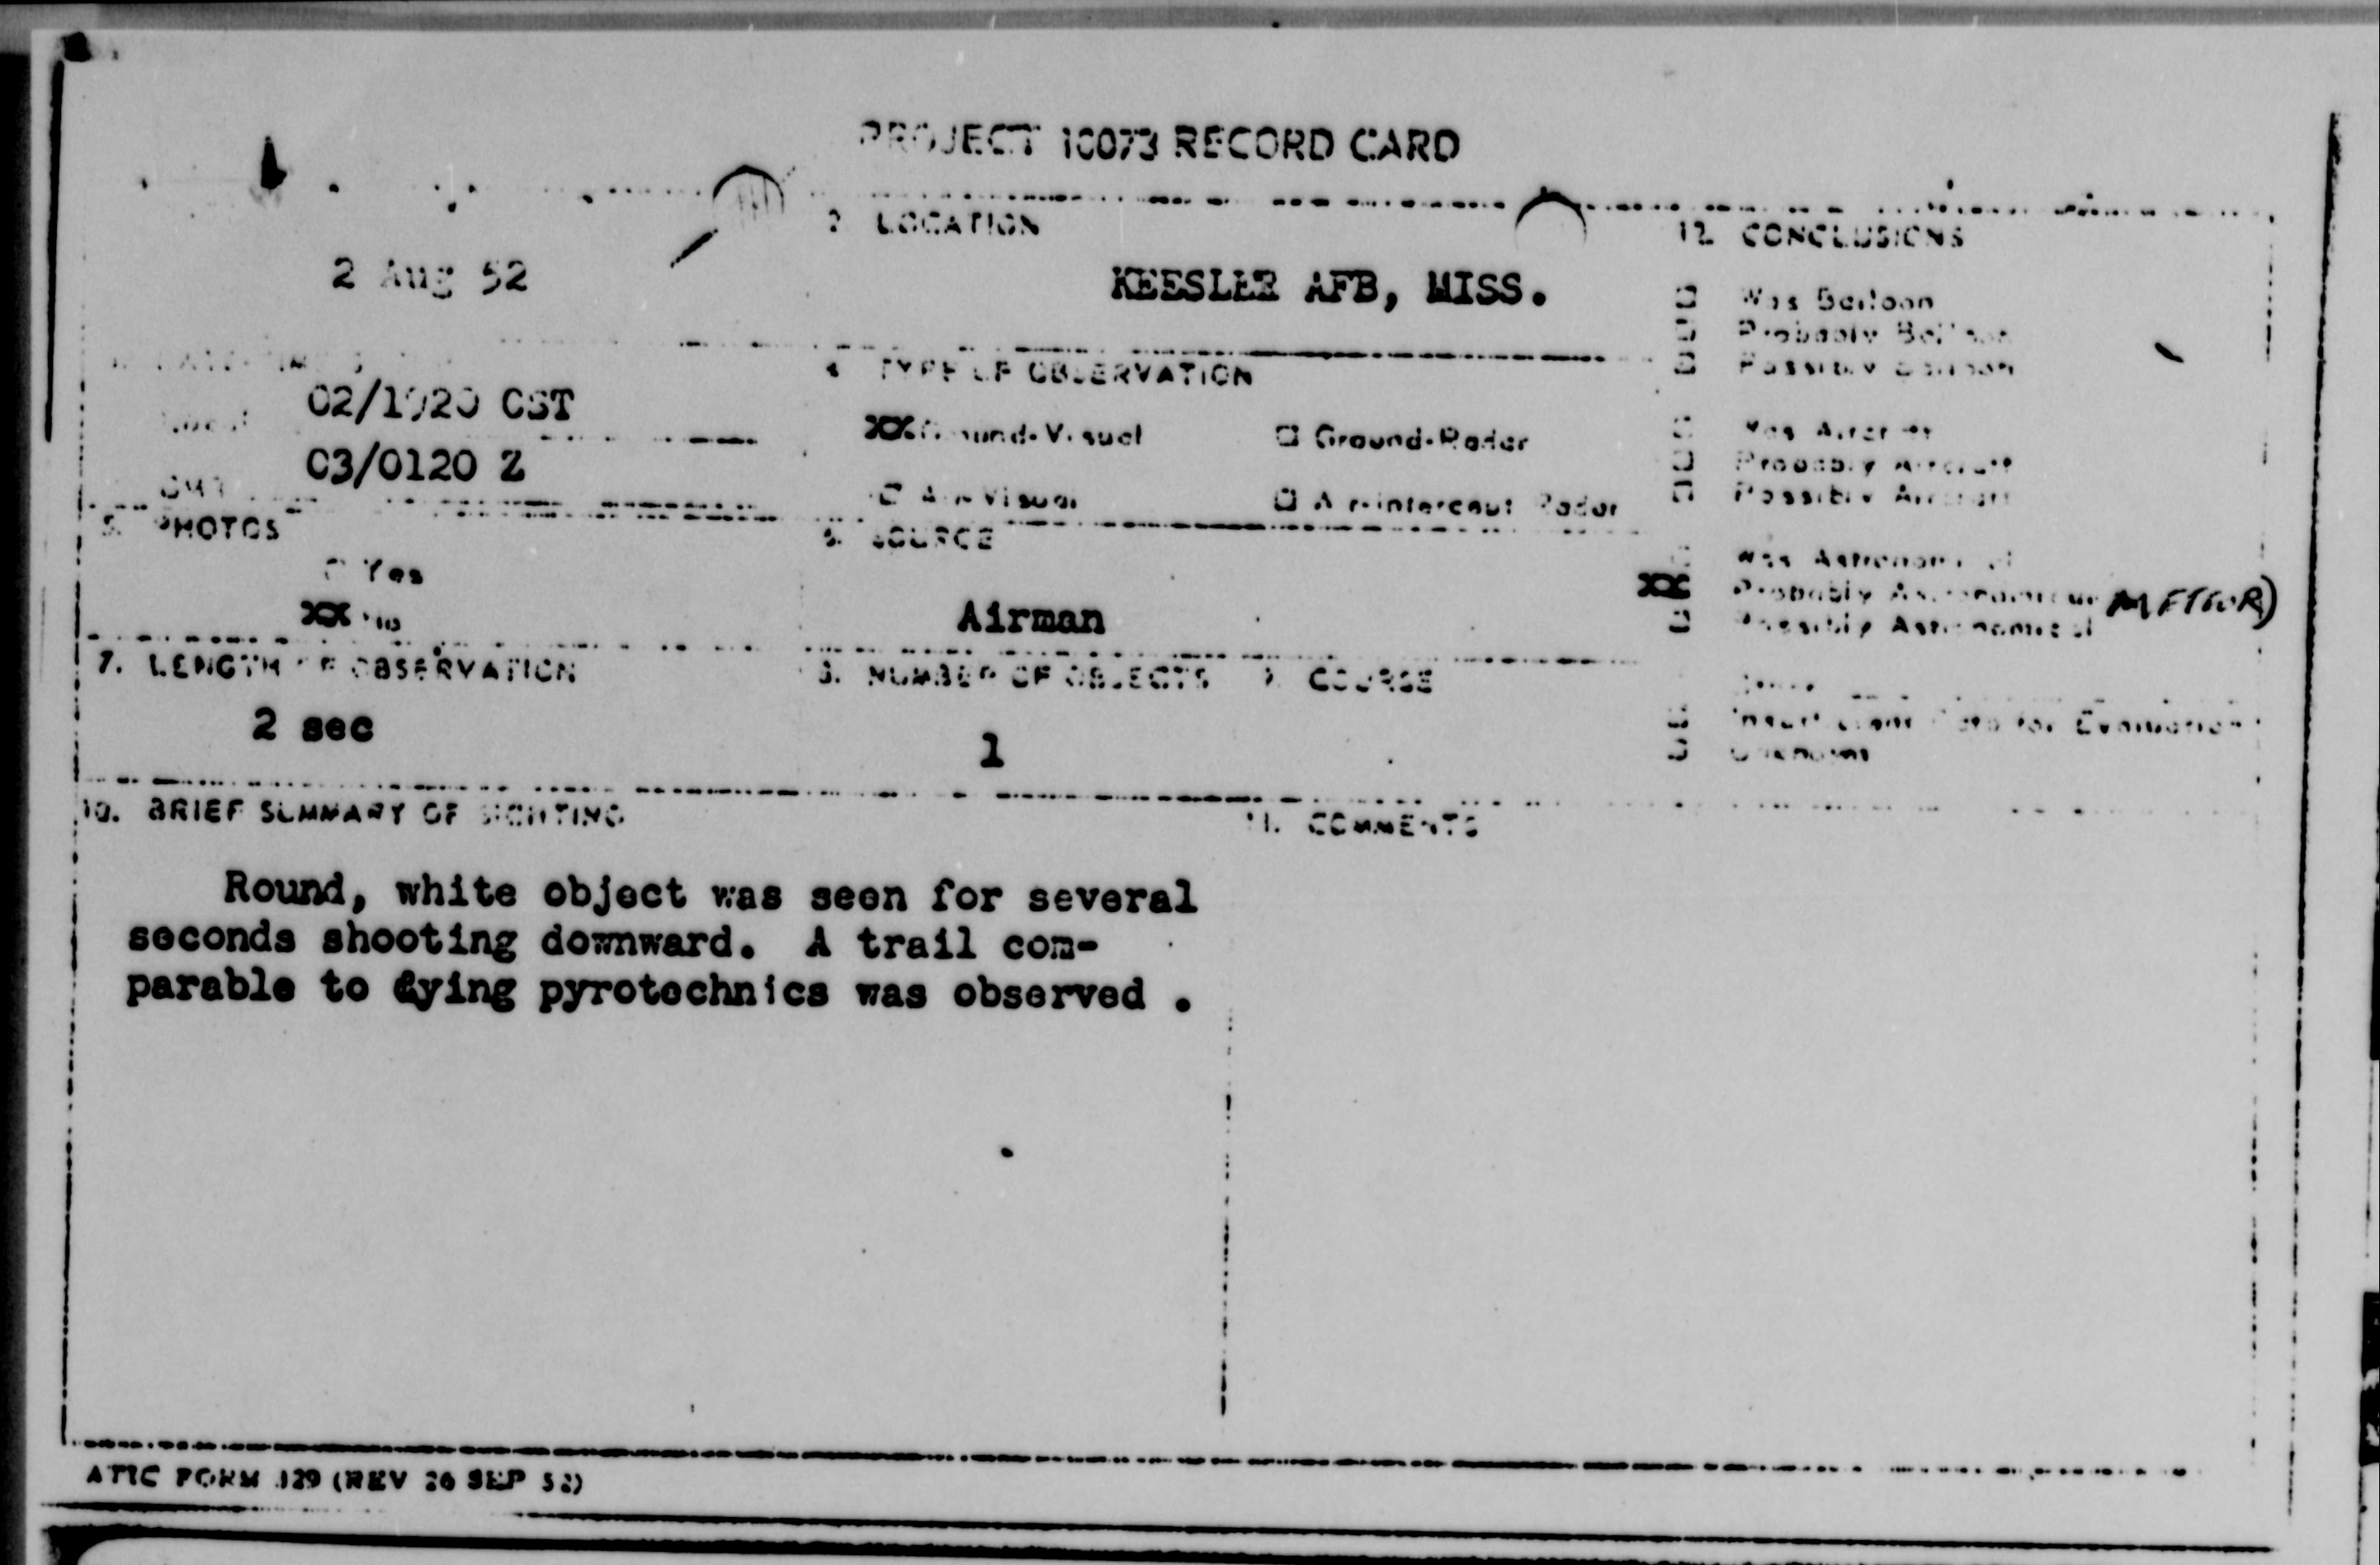 PROJECT 10073 RECORD CARD
2 Aug 52
2 LOCATION
KEESLER AFB, MISS.
12. CONCLUSIONS
Was Balloon
Probably Balloon
Possibly Balloon
02/1920 CST
03/0120 Z
4 TYPE OF OBSERVATION
XX Ground-Visual
Ground-Radar
Air-Visual
Air-Intercept Radar
Was Aircraft
Probably Aircraft
Possibly Aircraft
5. PHOTOS
Yes
XX No
6. SOURCE
Airman
Was Astronomical
XX Probably Astronomical METEOR)
Possibly Astronomical
7. LENGTH OF OBSERVATION
2 sec
8. NUMBER OF OBJECTS
1
9. COURSE
Insufficient Data for Evaluation
Unknown
10. BRIEF SUMMARY OF SIGHTING
Round, white object was seen for several
seconds shooting downward. A trail com-
parable to dying pyrotechnics was observed .
11. COMMENTS
ATIC FORM 329 (REV 26 SEP 52)